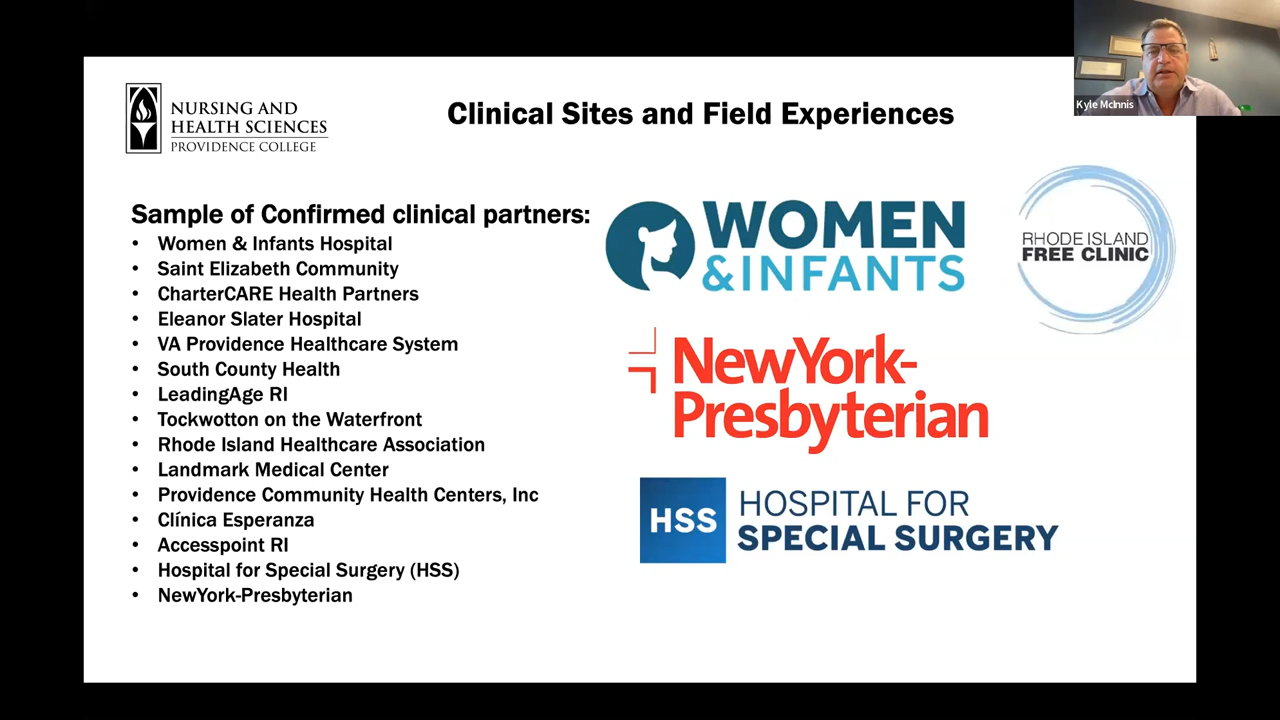 NURSING AND
HEALTH SCIENCES
PROVIDENCE COLLEGE
Clinical Sites and Field Experiences
Kyle McInnis
Sample of Confirmed clinical partners:
• Women & Infants Hospital
• Saint Elizabeth Community
• CharterCARE Health Partners
• Eleanor Slater Hospital
• VA Providence Healthcare System
• South County Health
• LeadingAge RI
• Tockwotton on the Waterfront
• Rhode Island Healthcare Association
• Landmark Medical Center
• Providence Community Health Centers, Inc
• Clínica Esperanza
• Accesspoint RI
• Hospital for Special Surgery (HSS)
• NewYork-Presbyterian
WOMEN
&INFANTS
RHODE ISLAND
FREE CLINIC
NewYork-
Presbyterian
HSS
HOSPITAL FOR
SPECIAL SURGERY